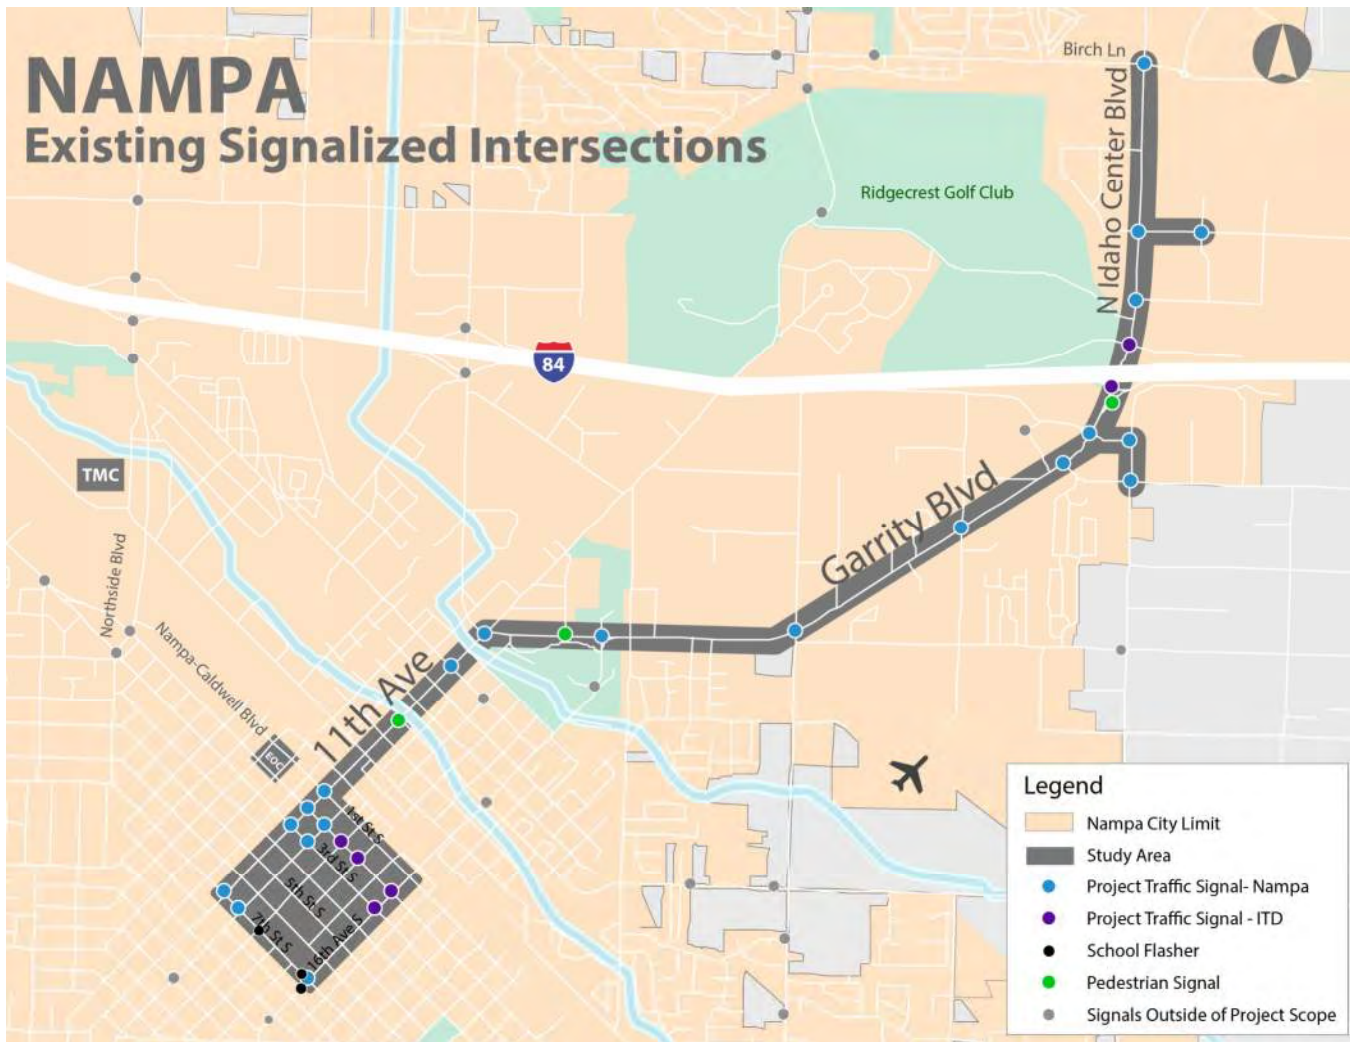 NAMPA
Existing Signalized Intersections
Birch Ln
N Idaho Center Blvd
Ridgecrest Golf Club
84
TMC
Northside Blvd
Garrity Blvd
Nampa-Caldwell Blvd
11th Ave
EOC
1st St S
3rd St S
5th St S
7th St S
16th Ave S
Legend
Nampa City Limit
Study Area
Project Traffic Signal- Nampa
Project Traffic Signal - ITD
School Flasher
Pedestrian Signal
Signals Outside of Project Scope